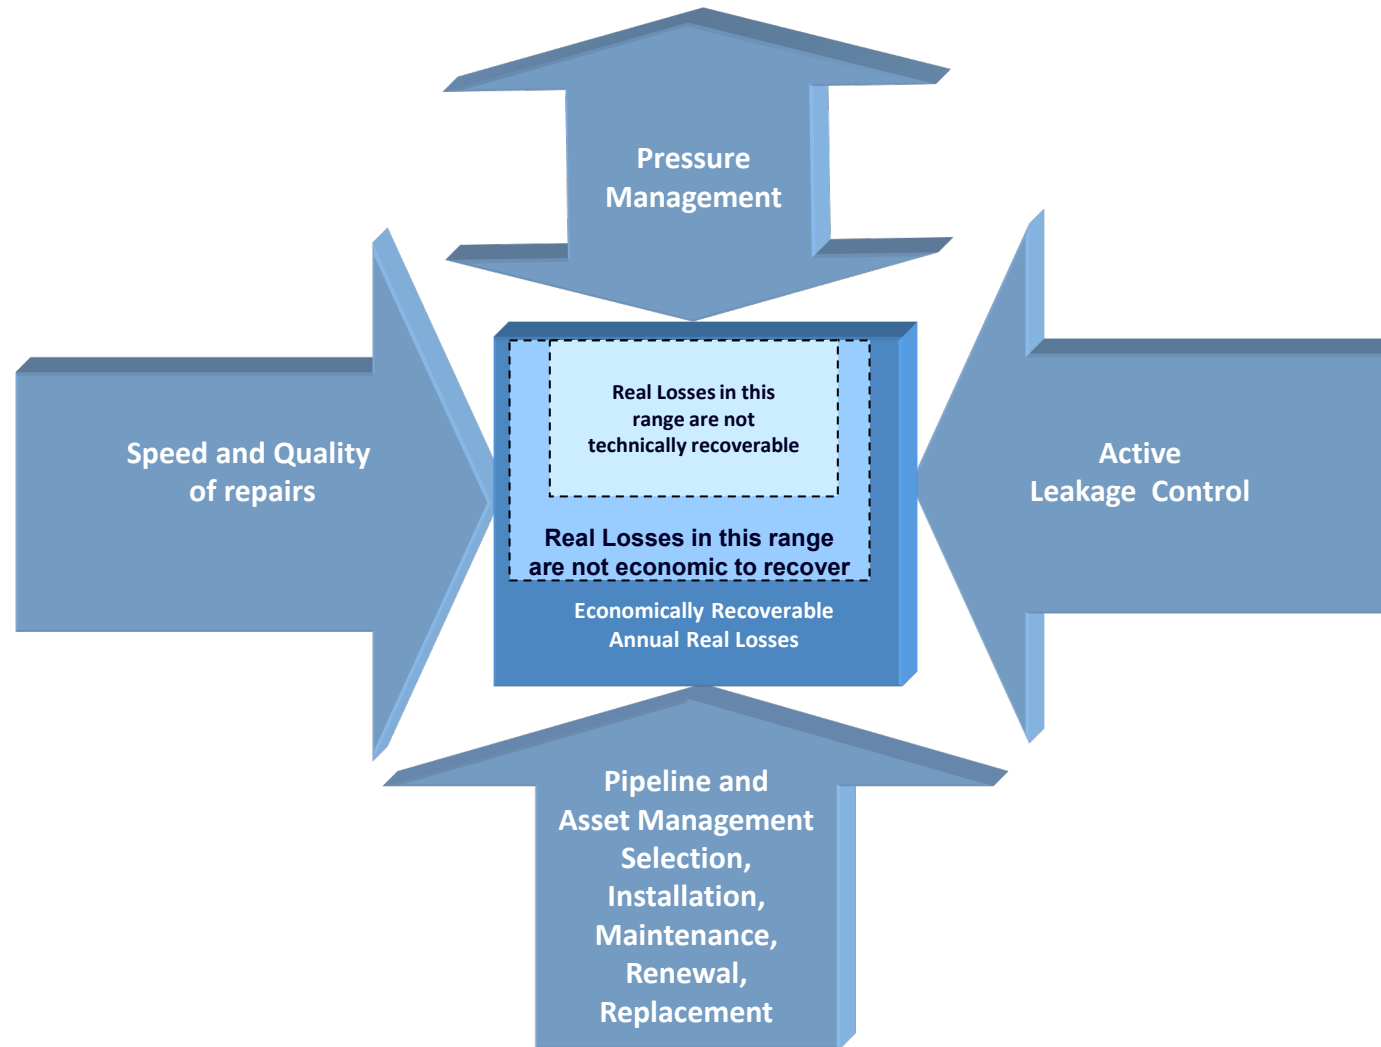 Pressure
Management
Speed and Quality
of repairs
Real Losses in this
range are not
technically recoverable
Real Losses in this range
are not economic to recover
Economically Recoverable
Annual Real Losses
Active
Leakage Control
Pipeline and
Asset Management
Selection,
Installation,
Maintenance,
Renewal,
Replacement